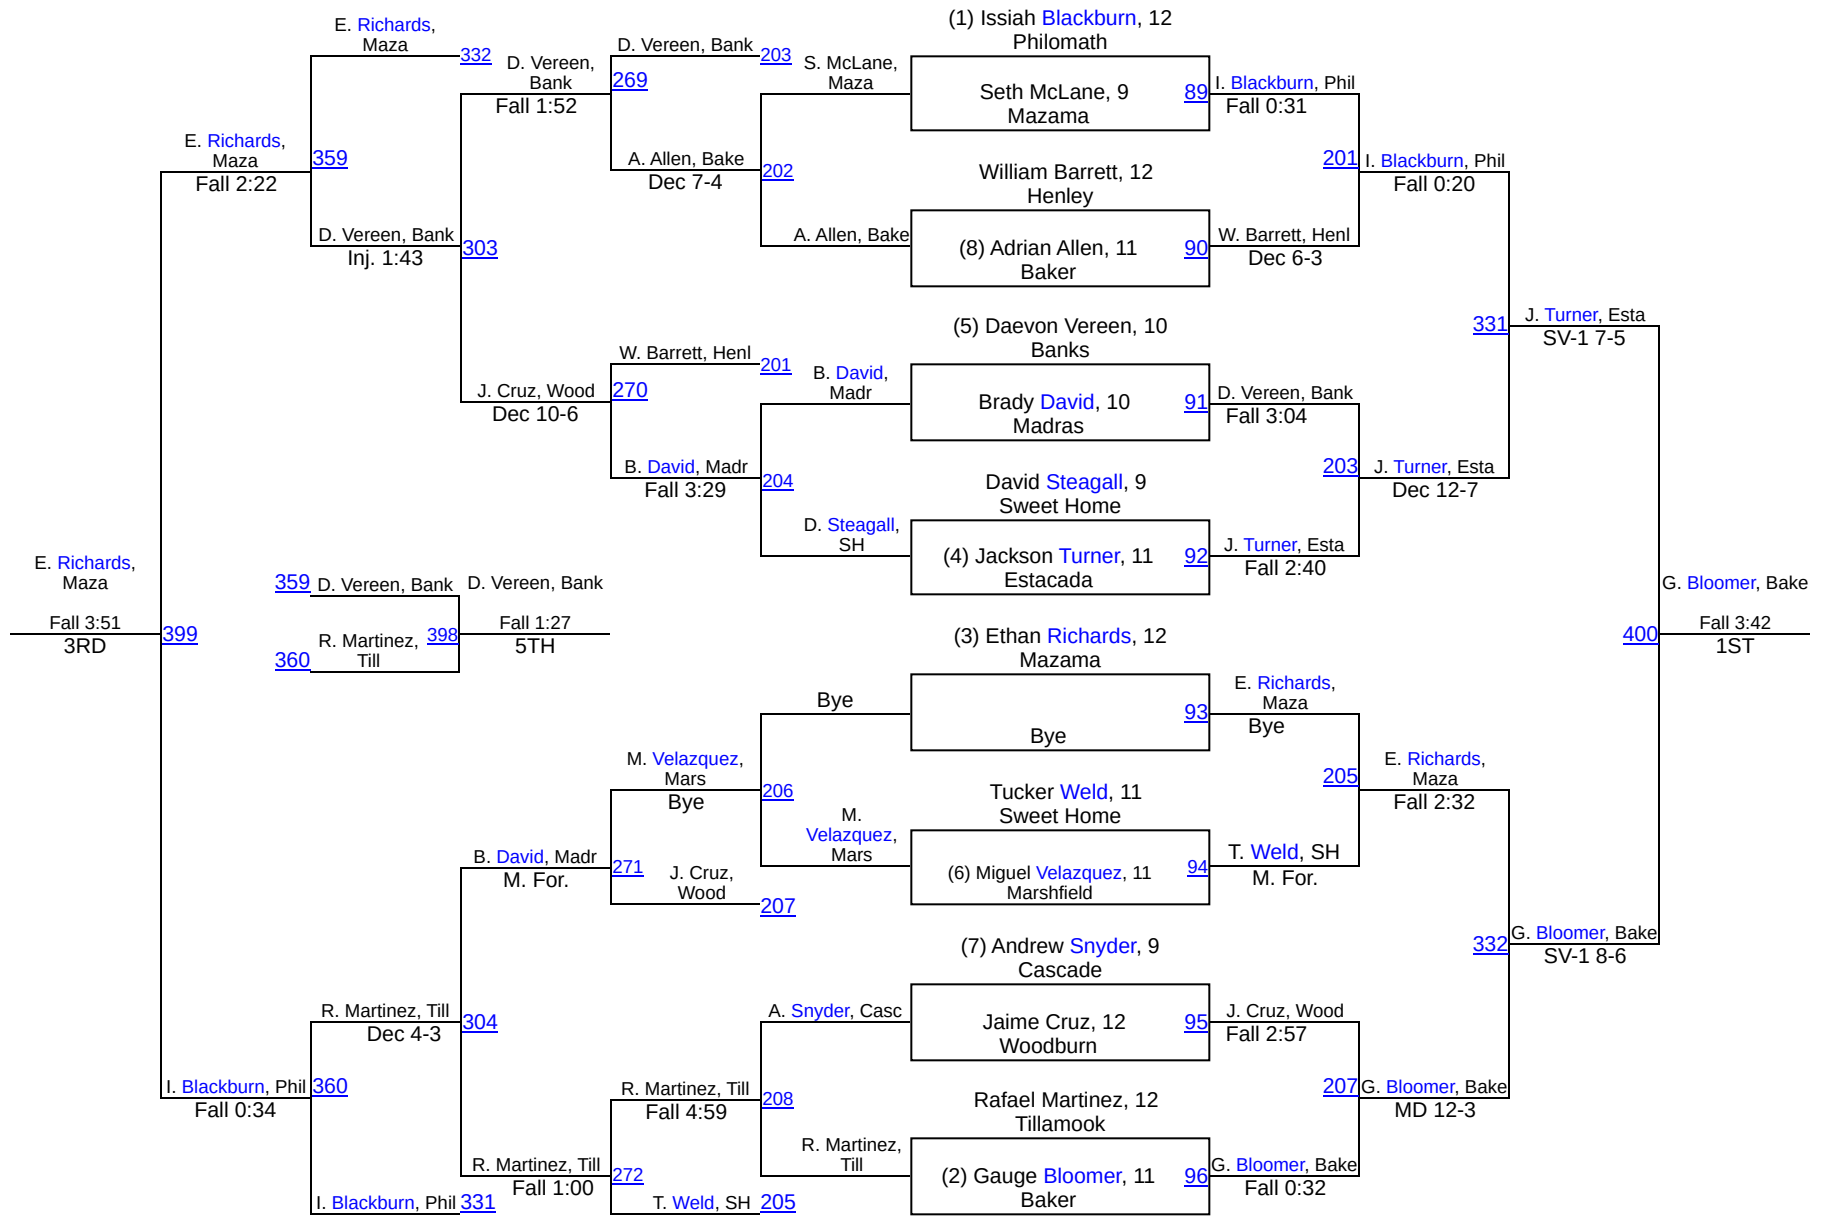 (1) Issiah Blackburn, 12
Philomath
E. Richards,
Maza
332
D. Vereen,
Bank
Fall 1:52
D. Vereen, Bank
203
269
S. McLane,
Maza
Seth McLane, 9
Mazama
89
I. Blackburn, Phil
Fall 0:31
E. Richards,
Maza
Fall 2:22
359
A. Allen, Bake
Dec 7-4
202
William Barrett, 12
Henley
201
I. Blackburn, Phil
Fall 0:20
D. Vereen, Bank
Inj. 1:43
303
A. Allen, Bake
(8) Adrian Allen, 11
Baker
90
W. Barrett, Henl
Dec 6-3
(5) Daevon Vereen, 10
Banks
331
J. Turner, Esta
SV-1 7-5
J. Cruz, Wood
Dec 10-6
W. Barrett, Henl
201
270
B. David,
Madr
Brady David, 10
Madras
91
D. Vereen, Bank
Fall 3:04
B. David, Madr
Fall 3:29
204
David Steagall, 9
Sweet Home
203
J. Turner, Esta
Dec 12-7
D. Steagall,
SH
(4) Jackson Turner, 11
Estacada
92
J. Turner, Esta
Fall 2:40
E. Richards,
Maza
Fall 3:51
3RD
399
359
D. Vereen, Bank
360
R. Martinez,
Till
398
D. Vereen, Bank
Fall 1:27
5TH
(3) Ethan Richards, 12
Mazama
400
G. Bloomer, Bake
Fall 3:42
1ST
Bye
Bye
93
E. Richards,
Maza
Bye
M. Velazquez,
Mars
Bye
206
Tucker Weld, 11
Sweet Home
205
E. Richards,
Maza
Fall 2:32
B. David, Madr
M. For.
271
J. Cruz,
Wood
207
M.
Velazquez,
Mars
(6) Miguel Velazquez, 11
Marshfield
94
T. Weld, SH
M. For.
(7) Andrew Snyder, 9
Cascade
332
G. Bloomer, Bake
SV-1 8-6
R. Martinez, Till
Dec 4-3
304
A. Snyder, Casc
Jaime Cruz, 12
Woodburn
95
J. Cruz, Wood
Fall 2:57
I. Blackburn, Phil
Fall 0:34
360
R. Martinez, Till
Fall 4:59
208
Rafael Martinez, 12
Tillamook
207
G. Bloomer, Bake
MD 12-3
R. Martinez, Till
Fall 1:00
272
R. Martinez,
Till
(2) Gauge Bloomer, 11
Baker
96
G. Bloomer, Bake
Fall 0:32
I. Blackburn, Phil
331
T. Weld, SH
205